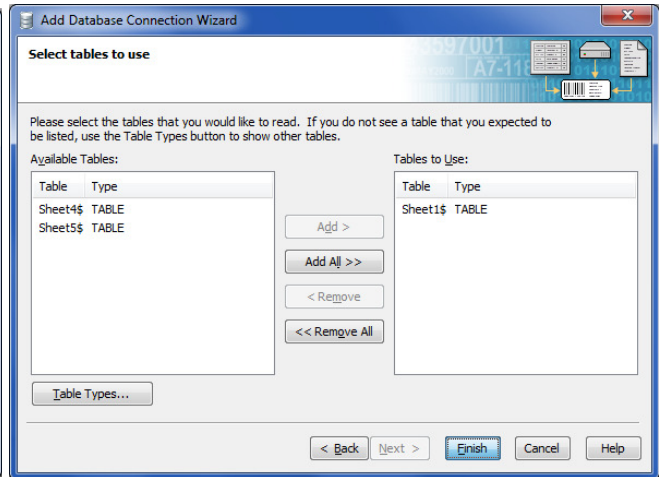 Add Database Connection Wizard
Select tables to use
3597001
A7-118
Please select the tables that you would like to read. If you do not see a table that you expected to
be listed, use the Table Types button to show other tables.
Available Tables:
Tables to Use:
Table Type
Table Type
Sheet4$ TABLE
Sheet1$ TABLE
Sheet5$ TABLE
Add >
Add All >>
< Remove
<< Remove All
Table Types...
< Back
Next >
Finish
Cancel
Help